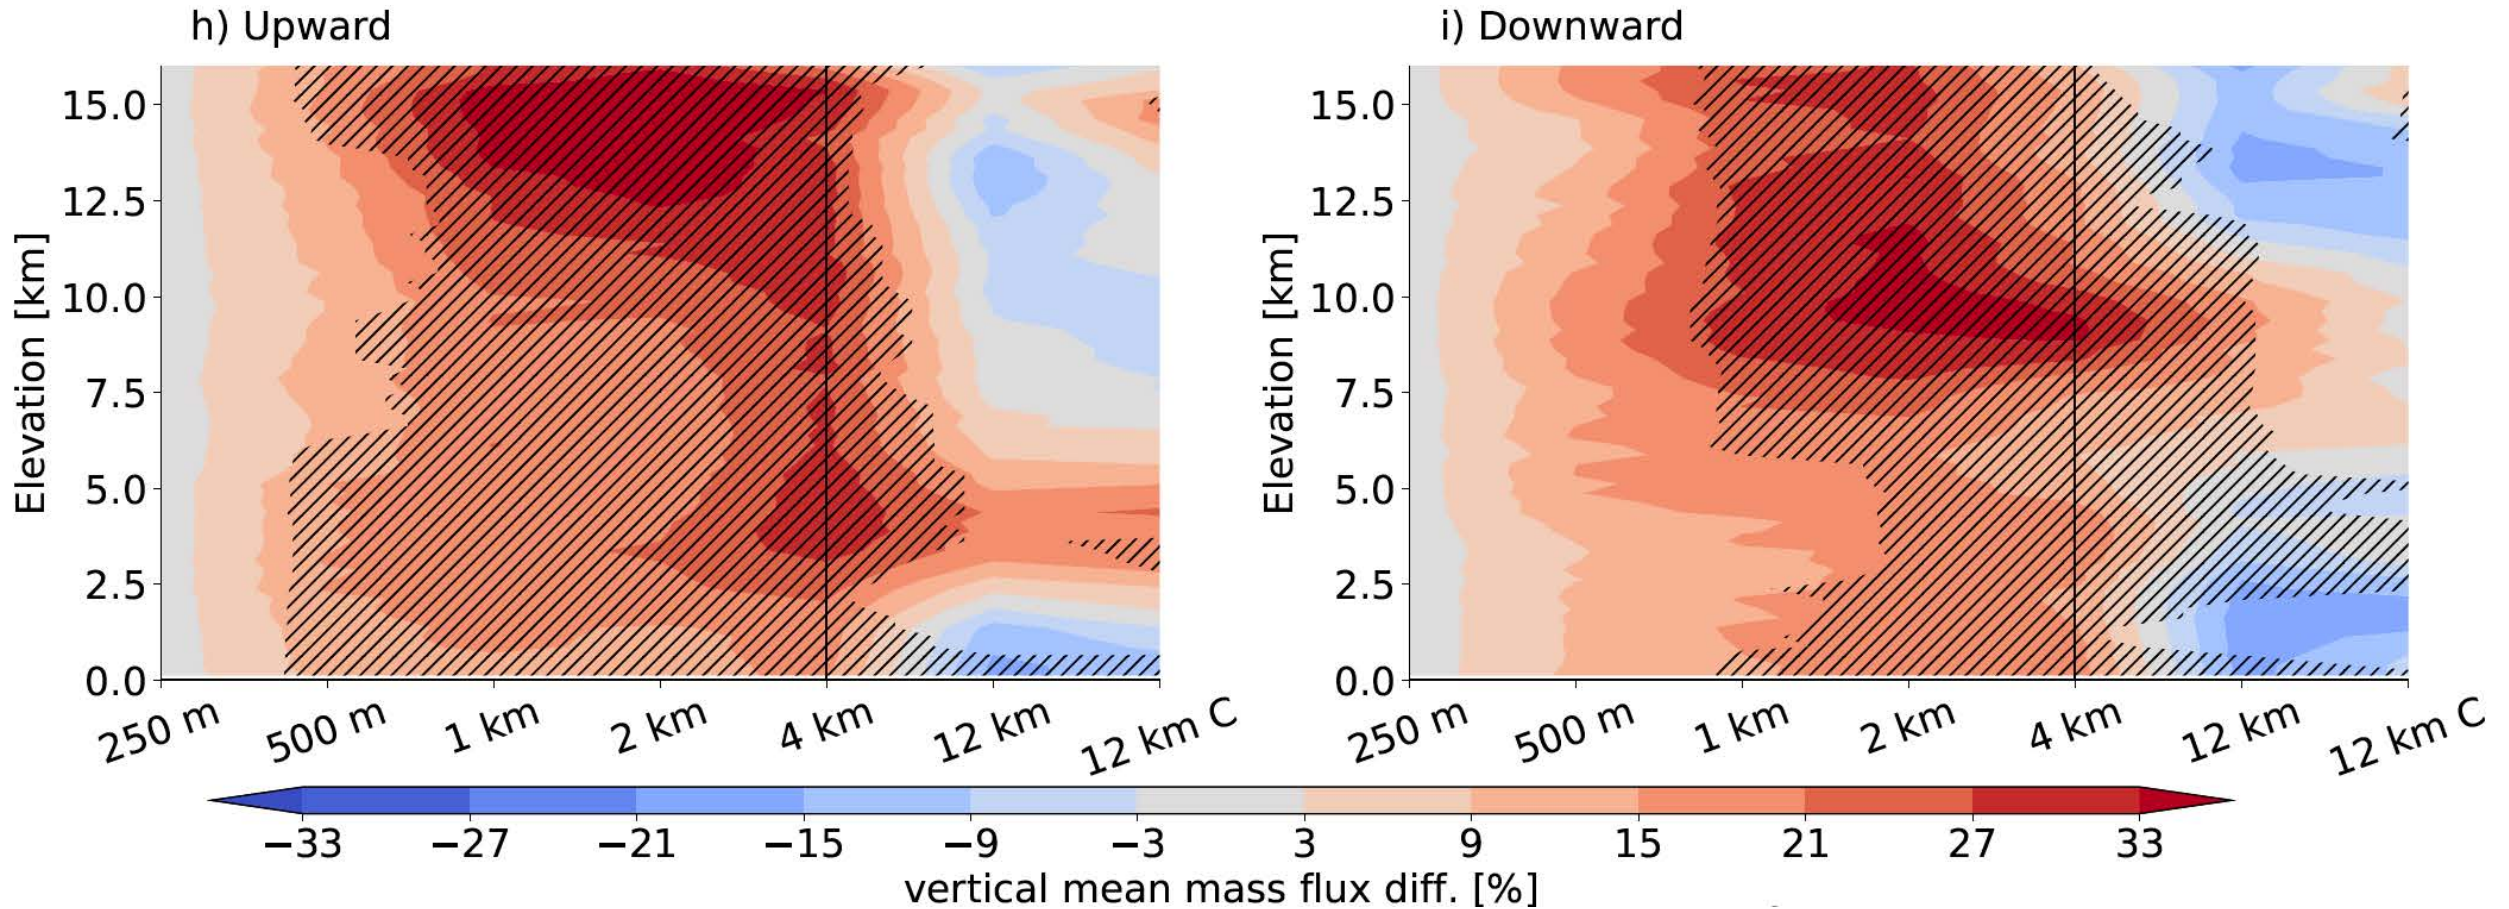 h) Upward
i) Downward
Elevation [km]
15.0
12.5
10.0
7.5
5.0
2.5
0.0
250 m
500 m
1 km
2 km
4 km
12 km
12 km C
Elevation [km]
15.0
12.5
10.0
7.5
5.0
2.5
0.0
250 m
500 m
1 km
2 km
4 km
12 km
12 km C
−33 −27 −21 −15 −9 −3 3 9 15 21 27 33
vertical mean mass flux diff. [%]